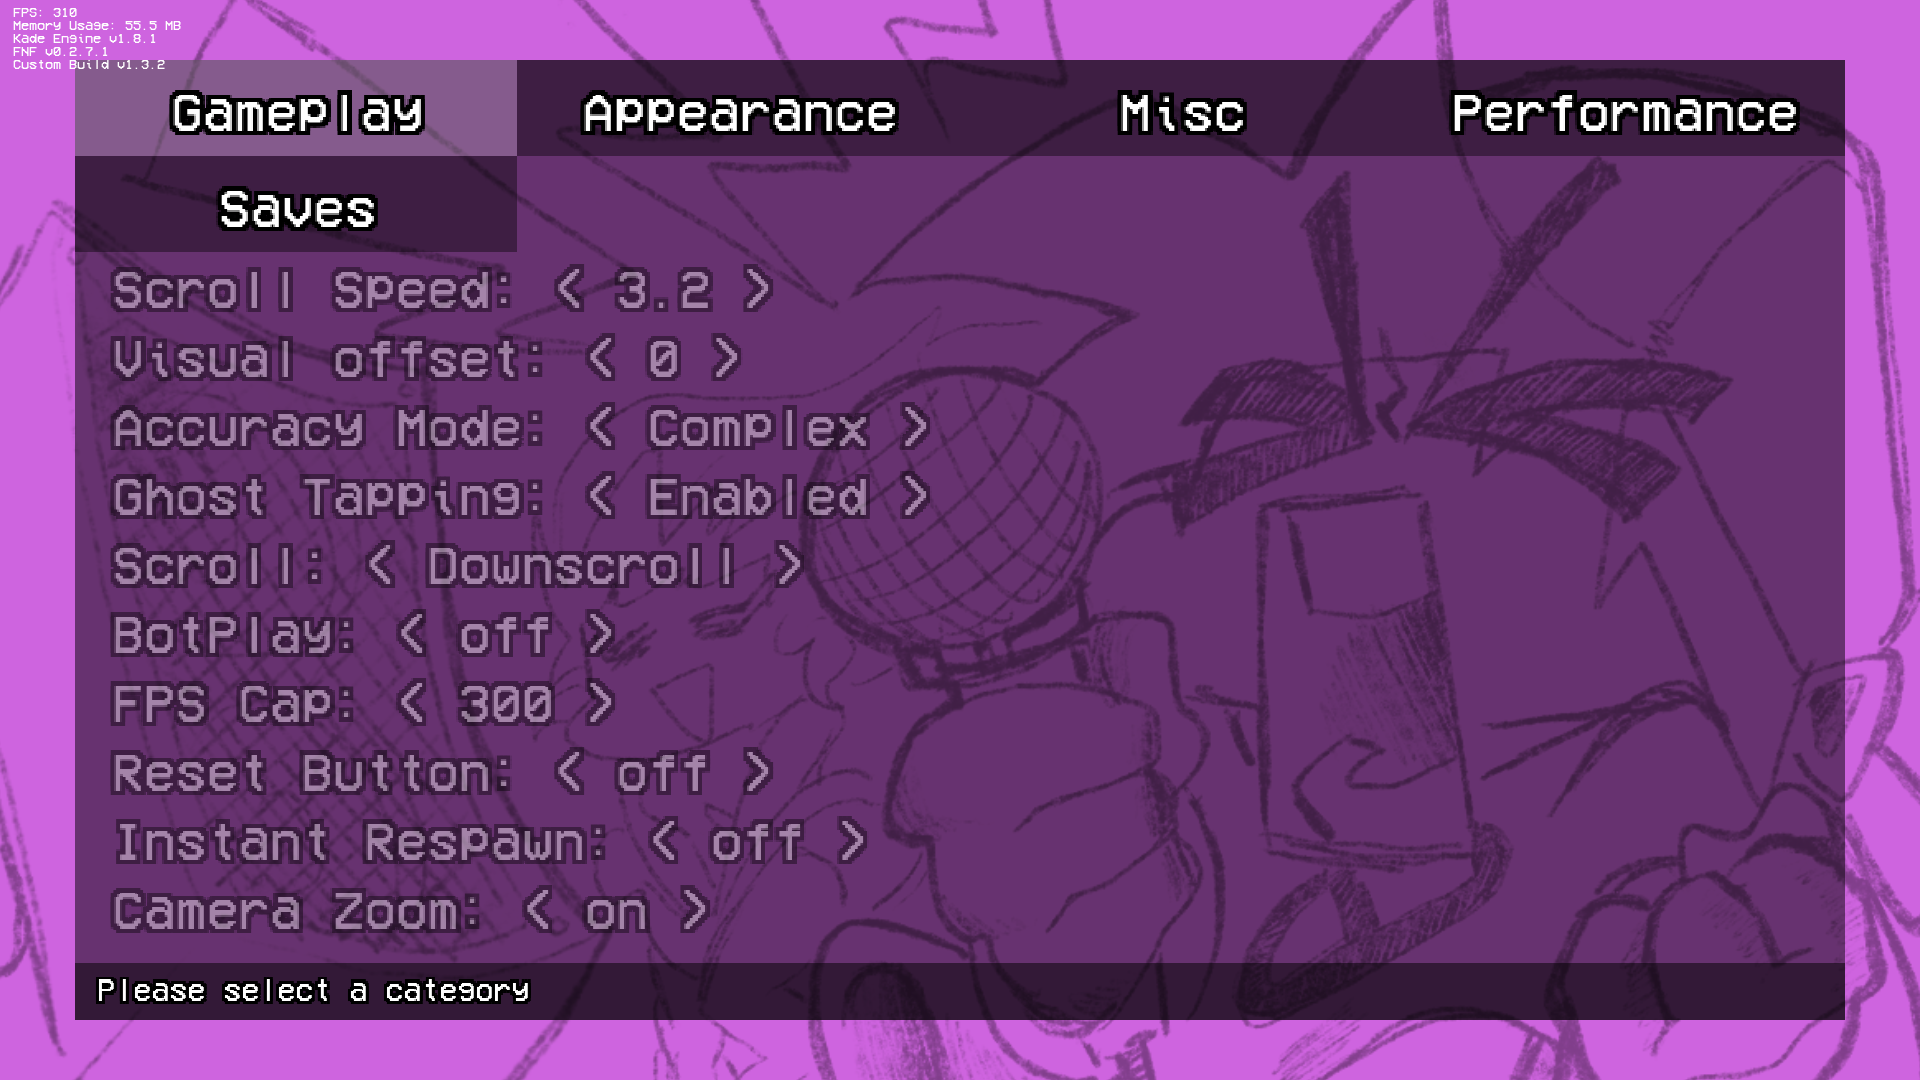 FPS: 310
Memory Usage: 55.5 MB
Kade Engine v1.8.1
FNF v0.2.7.1
Custom Build v1.3.2
Gameplay Appearance Misc Performance
Saves
Scroll Speed: < 3.2 >
Visual offset: < 0 >
Accuracy Mode: < Complex >
Ghost Tapping: < Enabled >
Scroll: < Downscroll >
BotPlay: < off >
FPS Cap: < 300 >
Reset Button: < off >
Instant Respawn: < off >
Camera Zoom: < on >
Please select a category